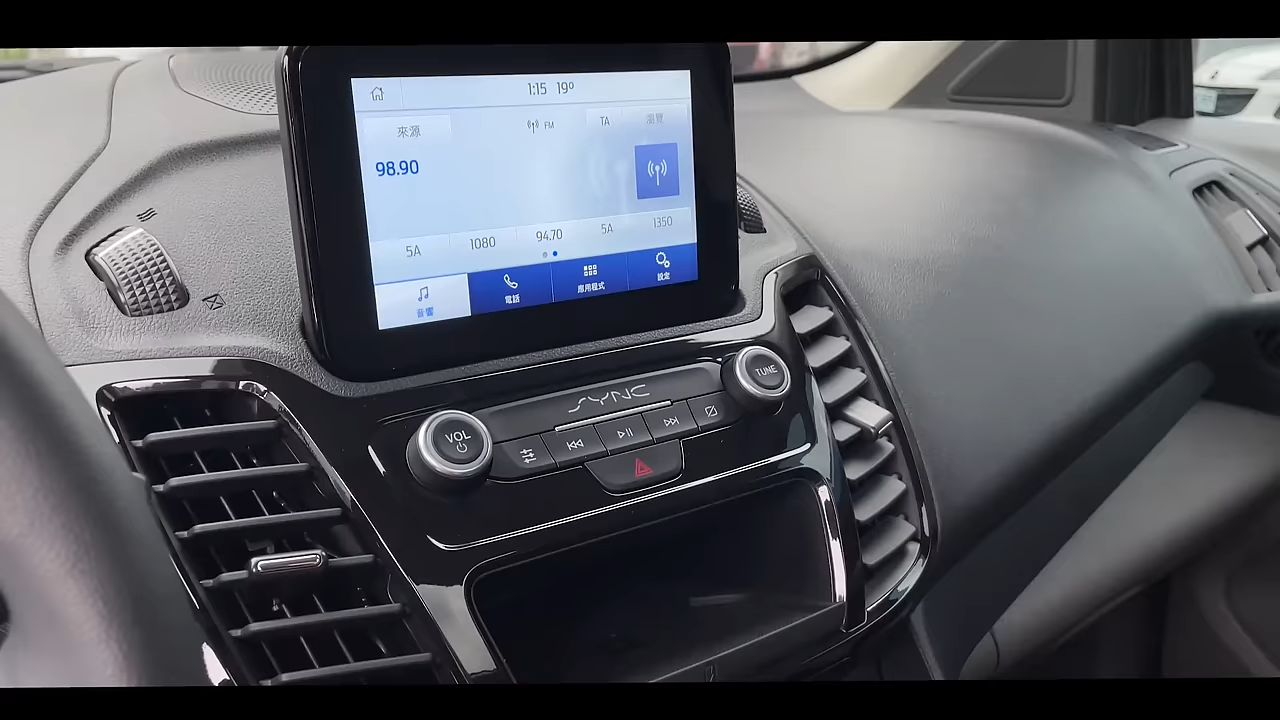 1:15 19°
來源
FM
TA
瀏覽
98.90
5A
1080
94.70
5A
1350
音響
電話
應用程式
設定
SYNC
VOL
TUNE